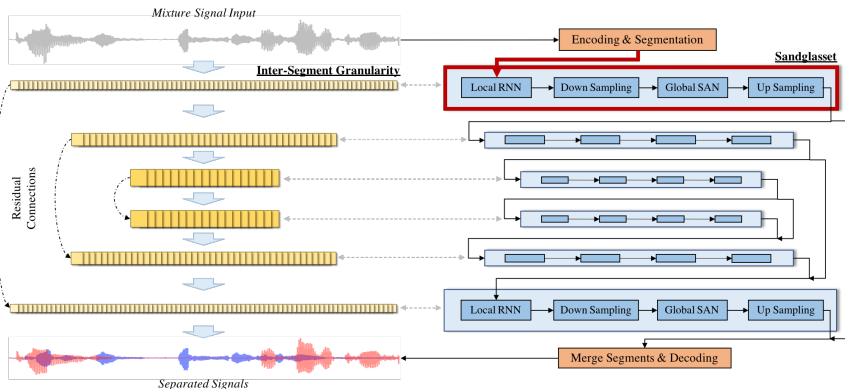 Mixture Signal Input
Encoding & Segmentation
Inter-Segment Granularity
Sandglasset
Local RNN
Down Sampling
Global SAN
Up Sampling
Residual
Connections
Local RNN
Down Sampling
Global SAN
Up Sampling
Merge Segments & Decoding
Separated Signals